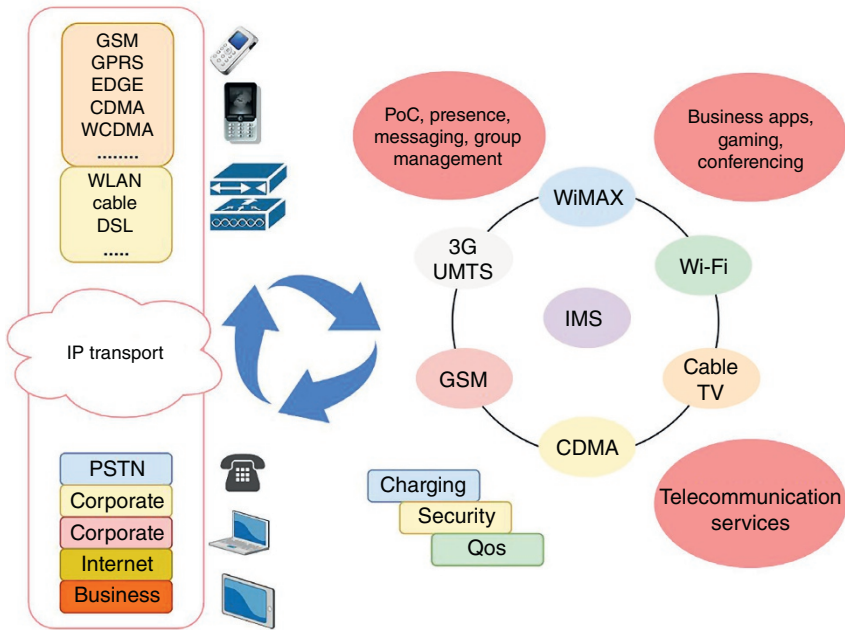 GSM
GPRS
EDGE
CDMA
WCDMA
........
WLAN
cable
DSL
.....
IP transport
PSTN
Corporate
Corporate
Internet
Business
PoC, presence,
messaging, group
management
Business apps,
gaming,
conferencing
WiMAX
3G
UMTS
Wi-Fi
IMS
GSM
Cable
TV
CDMA
Charging
Security
Qos
Telecommunication
services